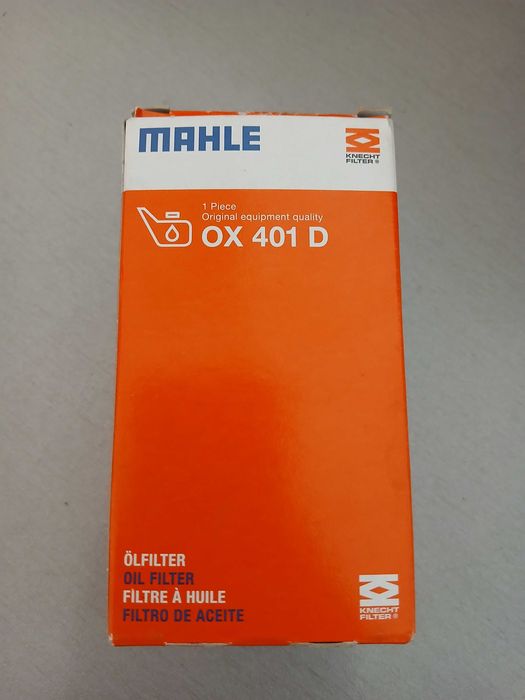 MAHLE
KNECHT
FILTER®
1 Piece
Original equipment quality
OX 401 D
ÖLFILTER
OIL FILTER
FILTRE À HUILE
FILTRO DE ACEITE
KNECHT
FILTER®